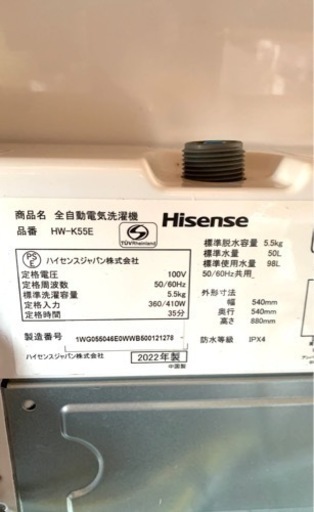 商品名 全自動電気洗濯機
品番 HW-K55E
TÜVRheinland
Hisense
PS
E
ハイセンスジャパン株式会社
定格電圧 100V
定格周波数 50/60Hz
標準洗濯容量 5.5kg
定格入力 360/410W
定格時間 35分
製造番号 1WG055046E0WWB500121278
ハイセンスジャパン株式会社 2022年製
中国製
標準脱水容量 5.5kg
標準水量 50L
標準使用水量 98L
50/60Hz共用
外形寸法
幅 540mm
奥行 540mm
高さ 880mm
防水等級 IPX4